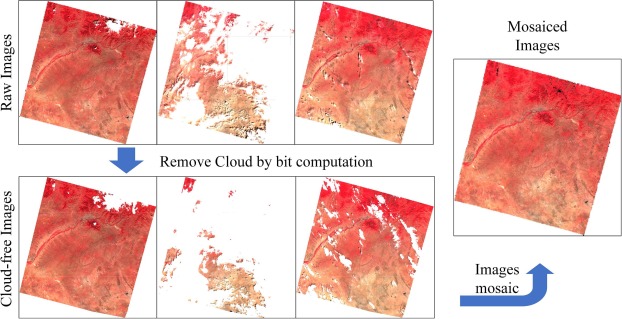 Raw Images
Remove Cloud by bit computation
Cloud-free Images
Mosaiced
Images
Images
mosaic